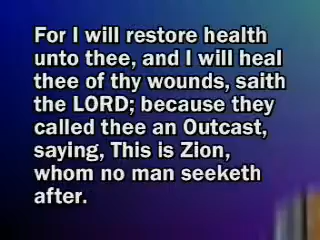 For I will restore health
unto thee, and I will heal
thee of thy wounds, saith
the LORD; because they
called thee an Outcast,
saying, This is Zion,
whom no man seeketh
after.